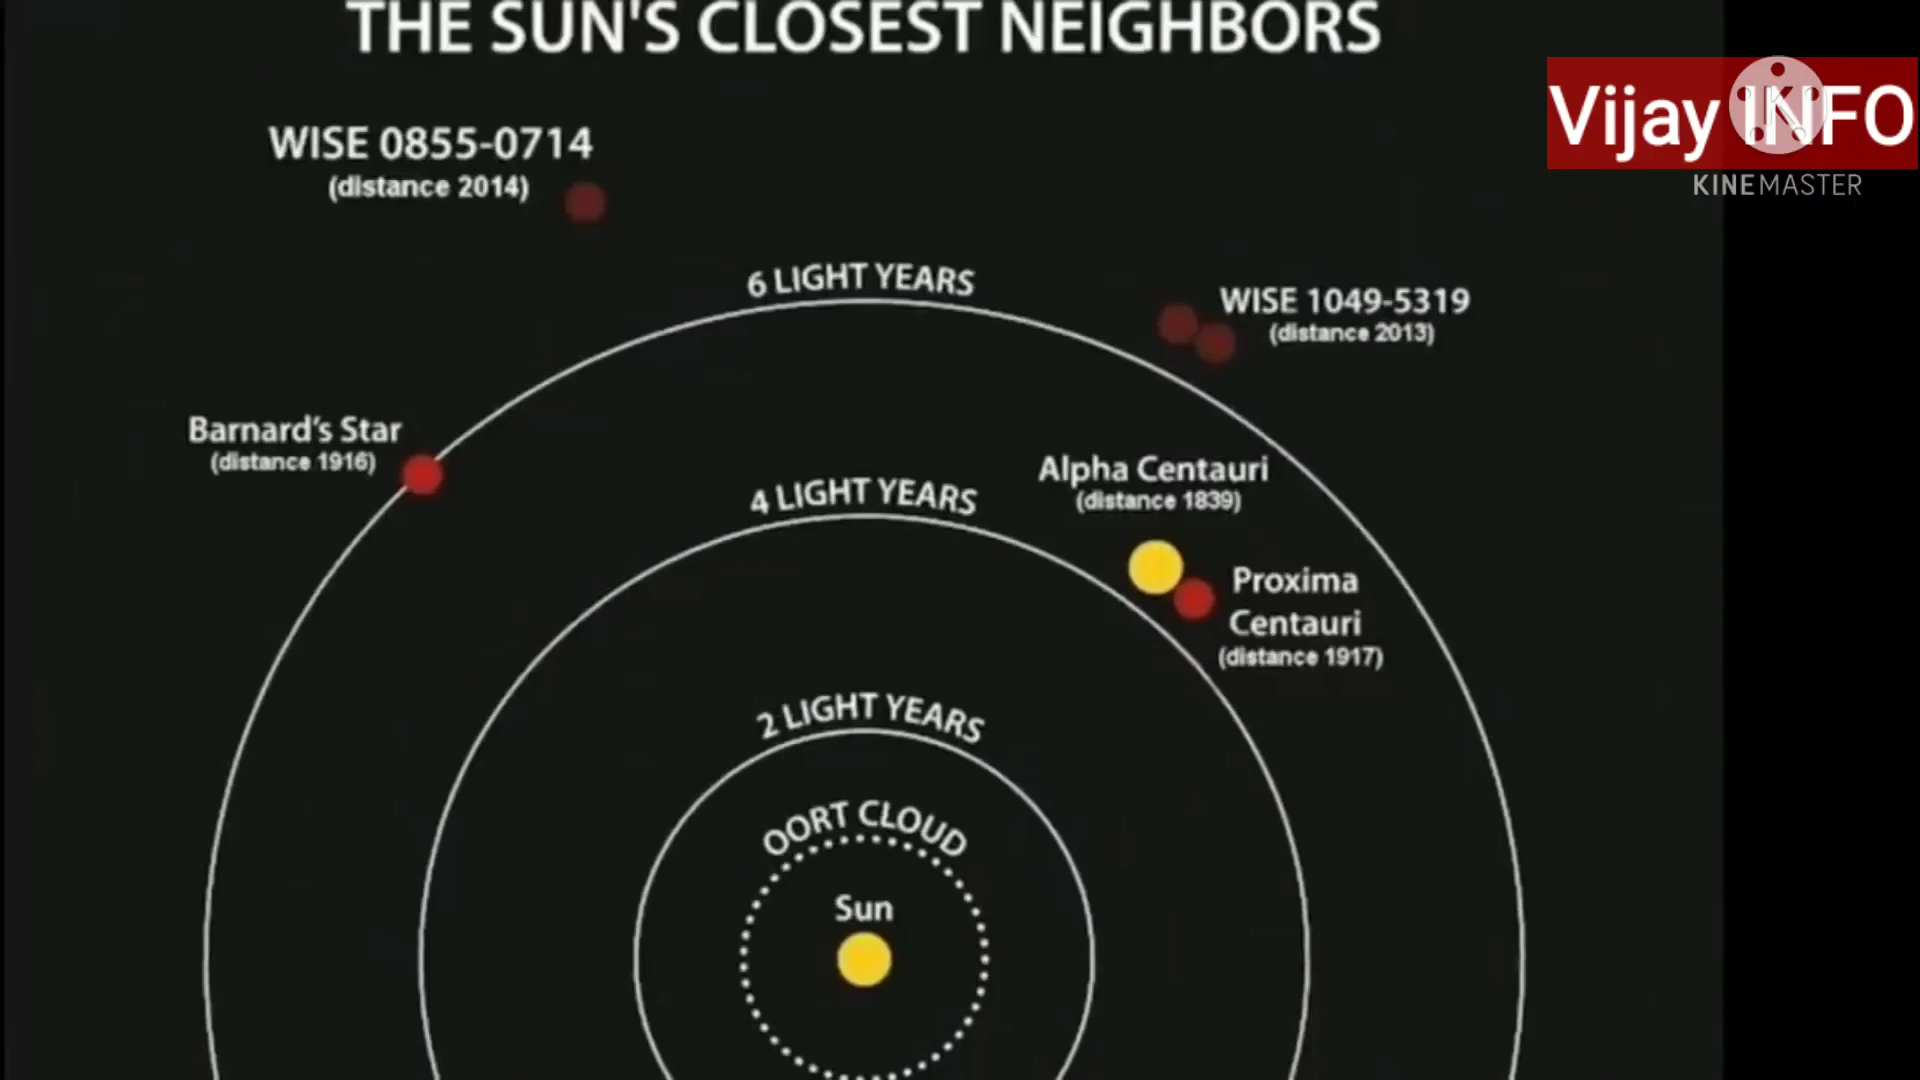 THE SUN'S CLOSEST NEIGHBORS
Vijay INFO
KINEMASTER
WISE 0855-0714
(distance 2014)
6 LIGHT YEARS
WISE 1049-5319
(distance 2013)
Barnard's Star
(distance 1916)
Alpha Centauri
(distance 1839)
4 LIGHT YEARS
Proxima
Centauri
(distance 1917)
2 LIGHT YEARS
OORT CLOUD
Sun